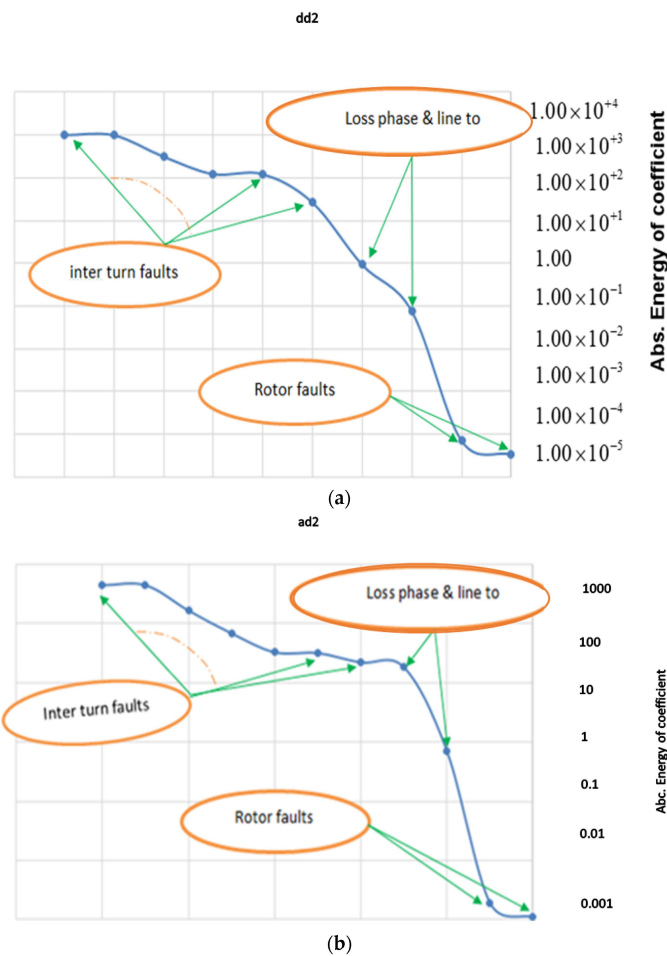 dd2
Loss phase & line to
inter turn faults
Rotor faults
1.00×10⁺⁴
1.00×10⁺³
1.00×10⁺²
1.00×10⁺¹
1.00
1.00×10⁻¹
1.00×10⁻²
1.00×10⁻³
1.00×10⁻⁴
1.00×10⁻⁵
Abs. Energy of coefficient
(a)
ad2
Loss phase & line to
Inter turn faults
Rotor faults
1000
100
10
1
0.1
0.01
0.001
Abc. Energy of coefficient
(b)